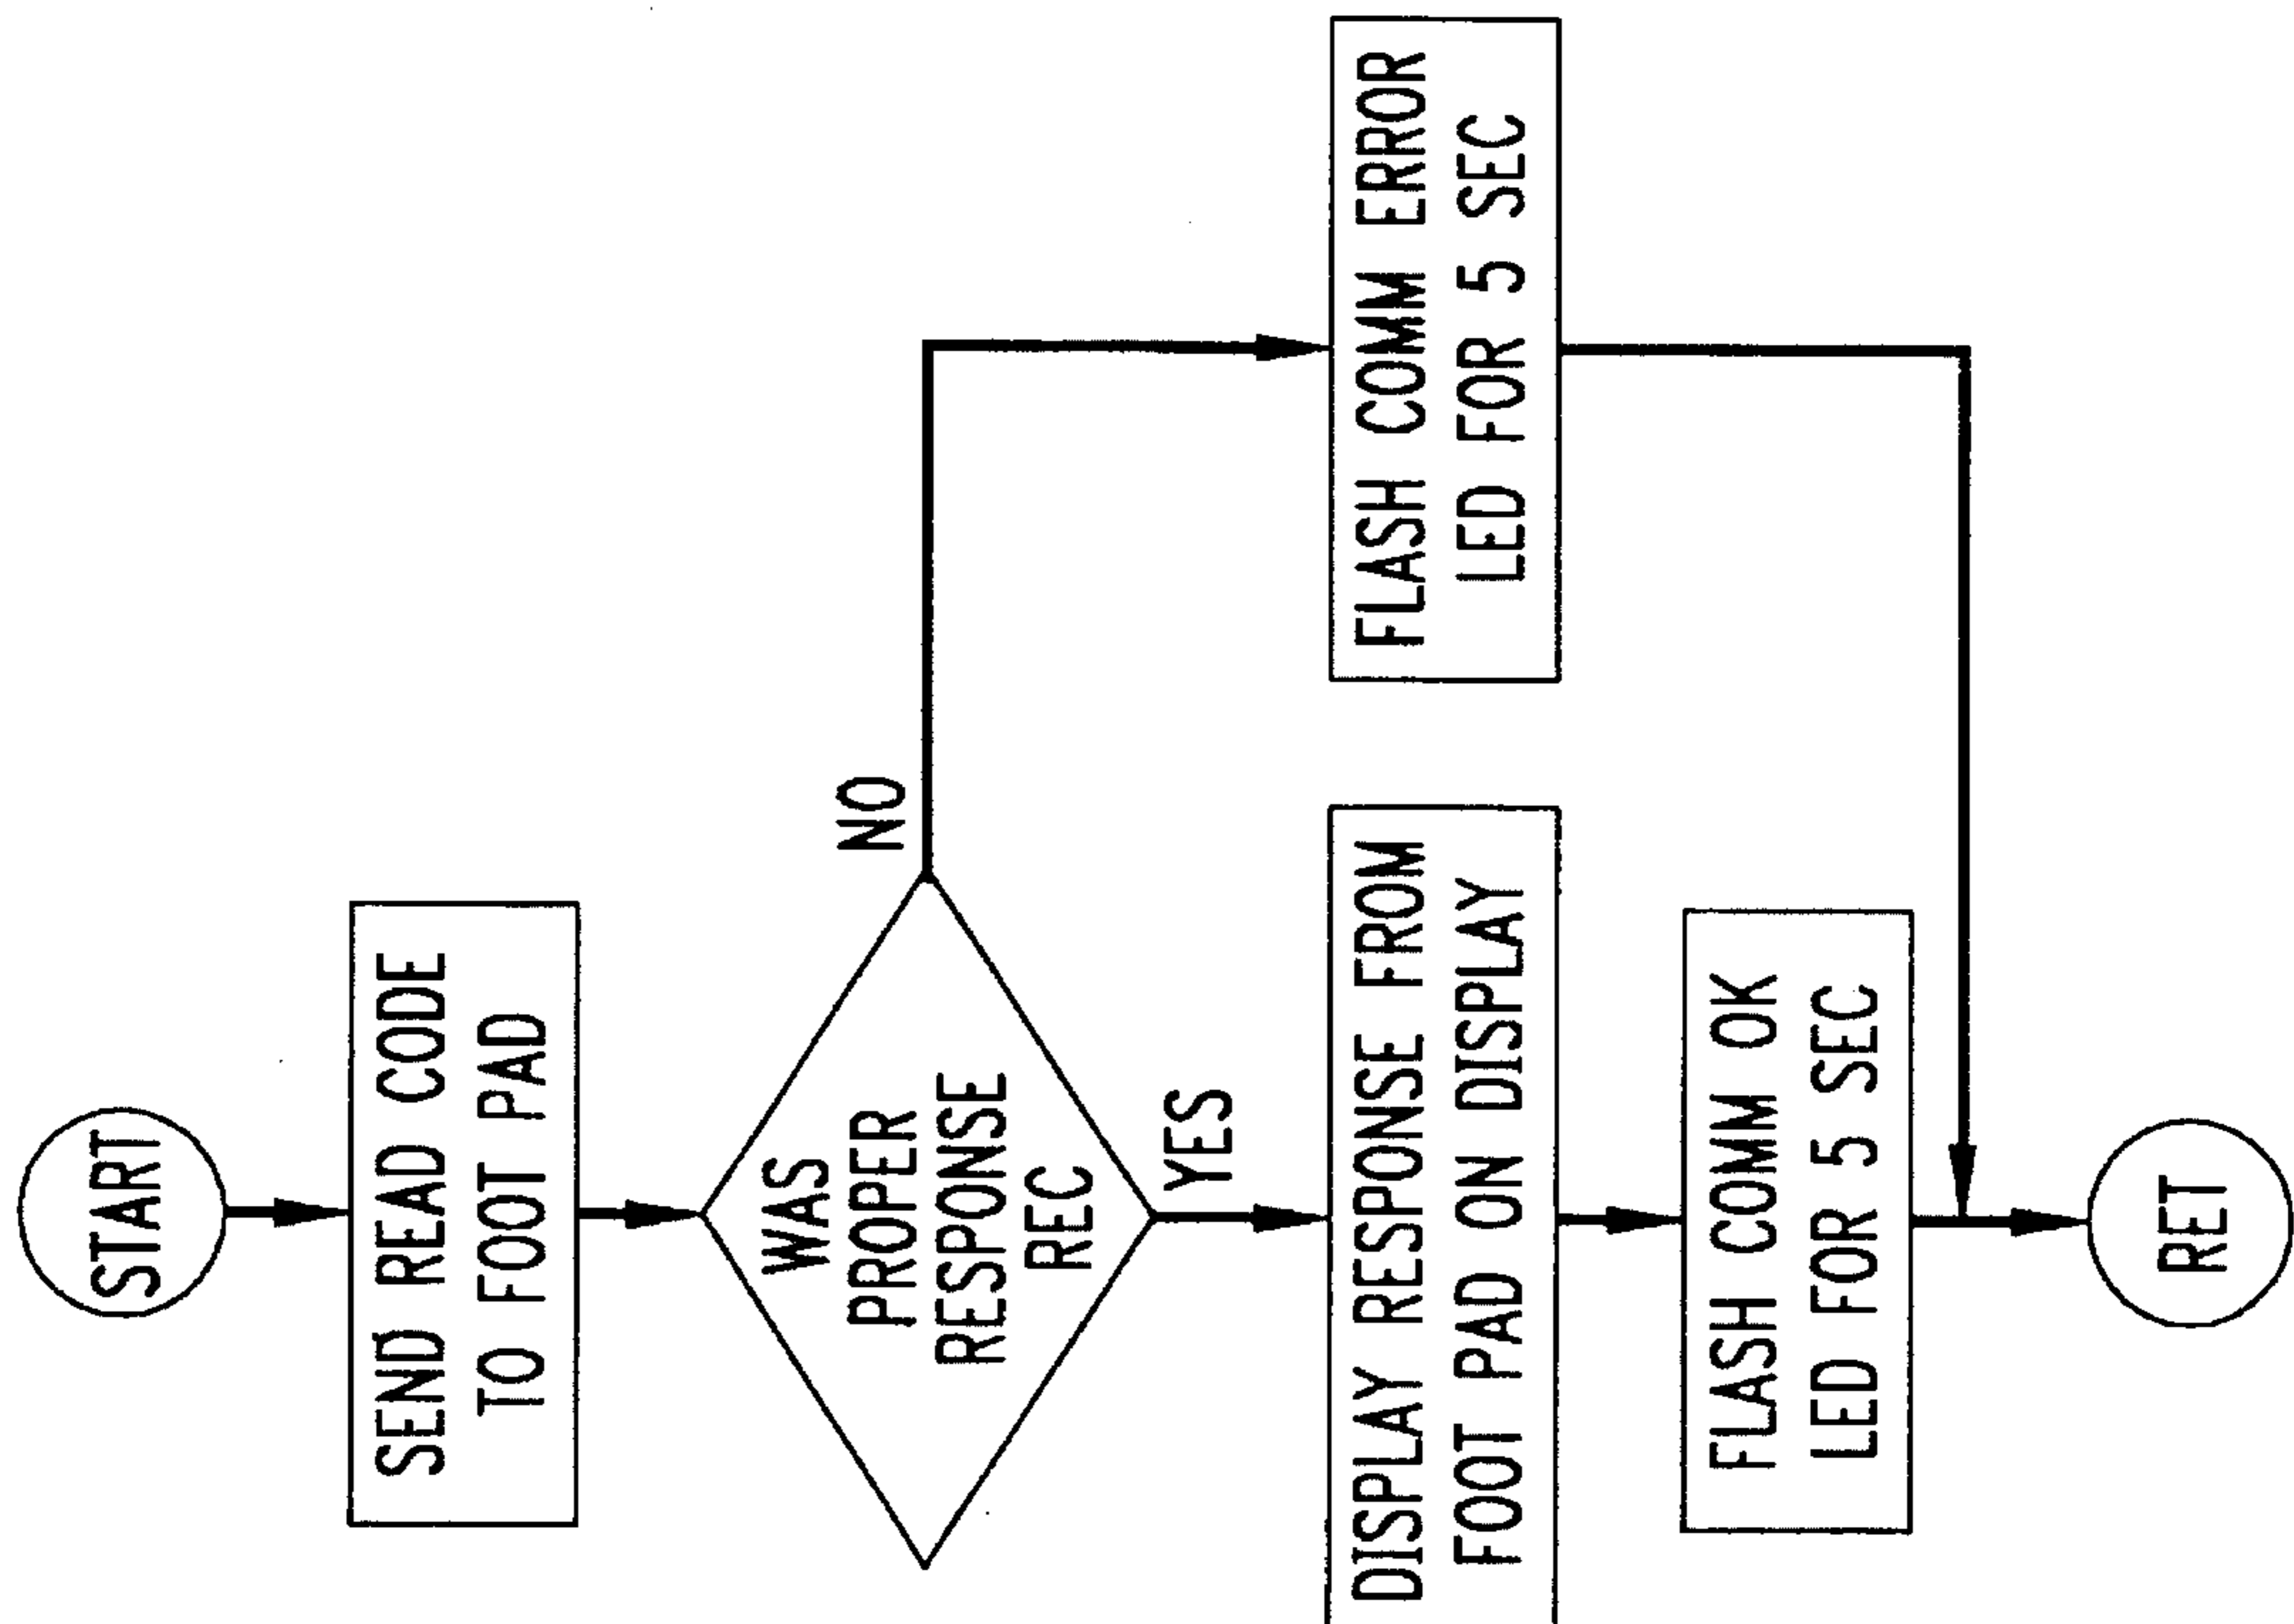 START
SEND READ CODE
TO FOOT PAD
WAS
PROPER
RESPONSE
REC
NO
YES
DISPLAY RESPONSE FROM
FOOT PAD ON DISPLAY
FLASH COMM ERROR
LED FOR 5 SEC
FLASH COMM OK
LED FOR 5 SEC
RET